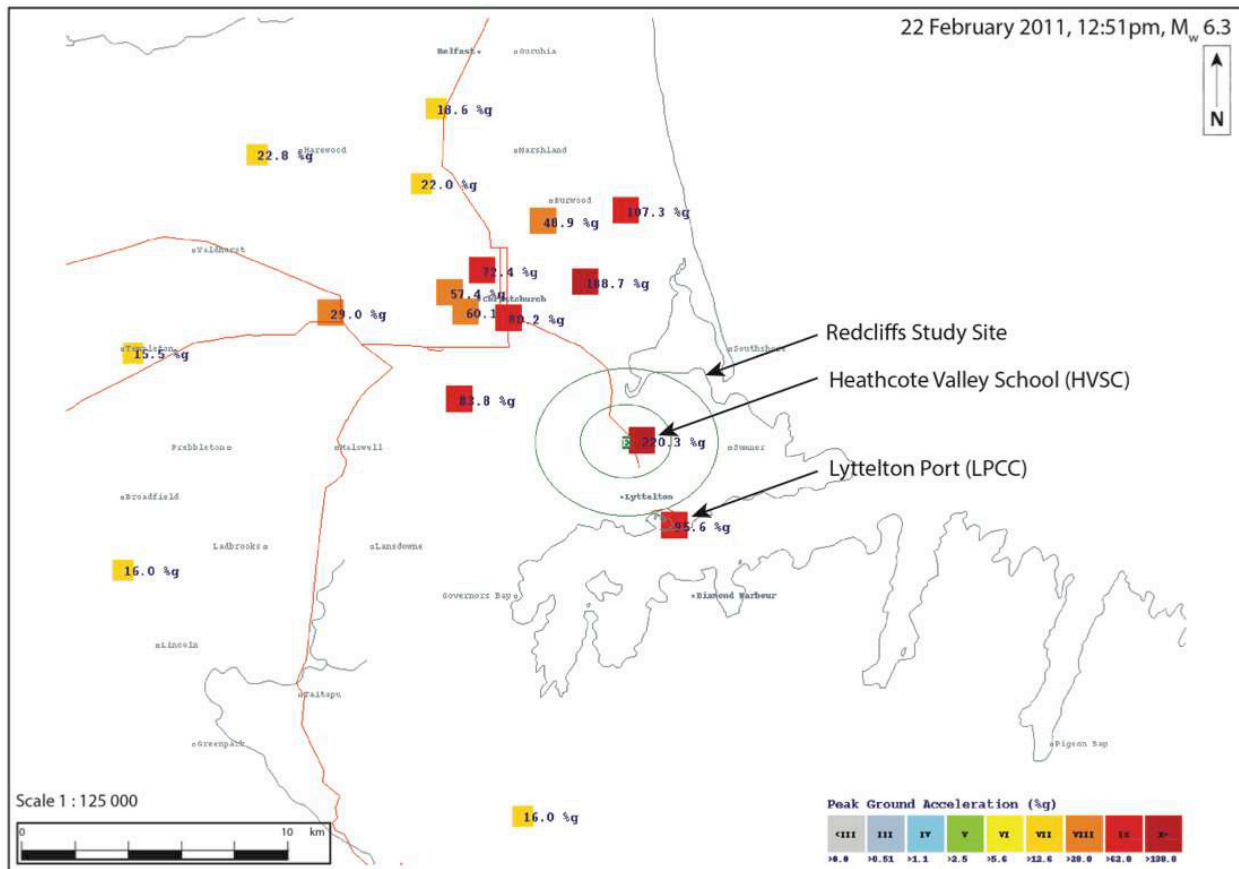 22 February 2011, 12:51pm, Mw 6.3
N
Belfast
Ouruhia
18.6 %g
Harewood
22.8 %g
Marshland
22.0 %g
Burwood
48.9 %g
107.3 %g
Yaldhurst
72.4 %g
188.7 %g
57.4 %g
Christchurch
29.0 %g
60.1
80.2 %g
Templeton
15.5 %g
Southshore
Redcliffs Study Site
Heathcote Valley School (HVSC)
83.8 %g
220.3 %g
Prebbleton
Halswell
Sumner
Lyttelton Port (LPCC)
Broadfield
Lyttelton
95.6 %g
Ladbrooks
Lansdowne
16.0 %g
Governors Bay
Diamond Harbour
Lincoln
Taitapu
Greenpark
Pigeon Bay
Scale 1 : 125 000
0 10 km
16.0 %g
Peak Ground Acceleration (%g)
<III III IV V VI VII VIII IX X+
>0.0 >0.51 >1.1 >2.5 >5.6 >12.6 >28.0 >62.0 >138.0